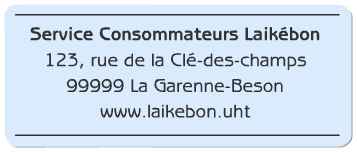 Service Consommateurs Laikébon
123, rue de la Clé-des-champs
99999 La Garenne-Beson
www.laikebon.uht